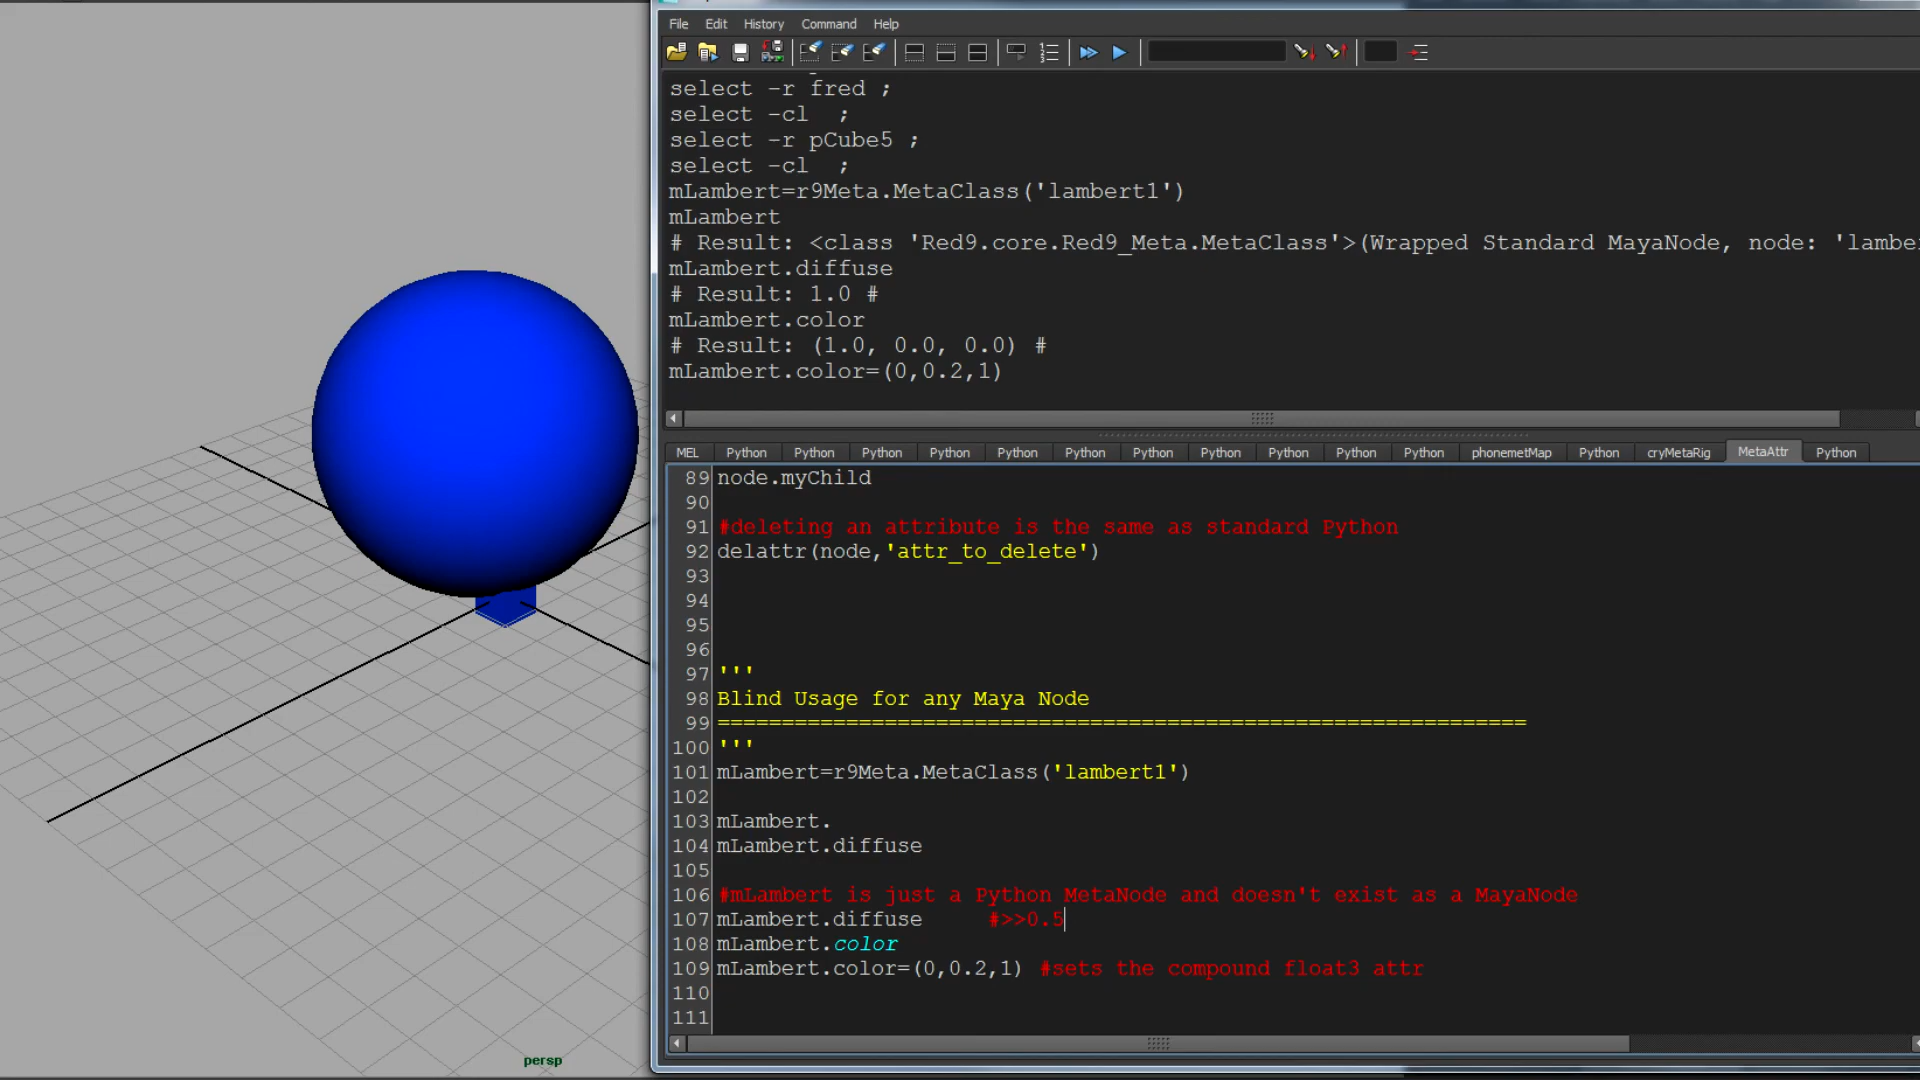 File Edit History Command Help
select -r fred ;
select -cl  ;
select -r pCube5 ;
select -cl  ;
mLambert=r9Meta.MetaClass('lambert1')
mLambert
# Result: <class 'Red9.core.Red9_Meta.MetaClass'>(Wrapped Standard MayaNode, node: 'lambe
mLambert.diffuse
# Result: 1.0 #
mLambert.color
# Result: (1.0, 0.0, 0.0) #
mLambert.color=(0,0.2,1)
MEL Python Python Python Python Python Python Python Python Python Python Python phonemetMap Python cryMetaRig MetaAttr Python
89 node.myChild
90
91 #deleting an attribute is the same as standard Python
92 delattr(node,'attr_to_delete')
93
94
95
96
97 '''
98 Blind Usage for any Maya Node
99 ===============================================================
100 '''
101 mLambert=r9Meta.MetaClass('lambert1')
102
103 mLambert.
104 mLambert.diffuse
105
106 #mLambert is just a Python MetaNode and doesn't exist as a MayaNode
107 mLambert.diffuse     #>>0.5
108 mLambert.color
109 mLambert.color=(0,0.2,1) #sets the compound float3 attr
110
111
persp